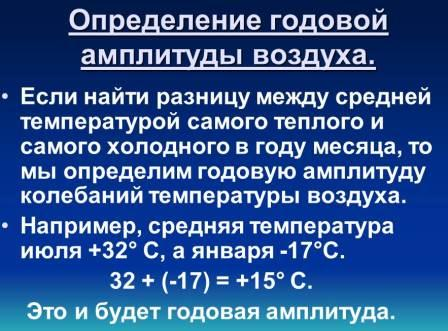 Определение годовой
амплитуды воздуха.
• Если найти разницу между средней
температурой самого теплого и
самого холодного в году месяца, то
мы определим годовую амплитуду
колебаний температуры воздуха.
• Например, средняя температура
июля +32° С, а января -17°С.
32 + (-17) = +15° С.
Это и будет годовая амплитуда.